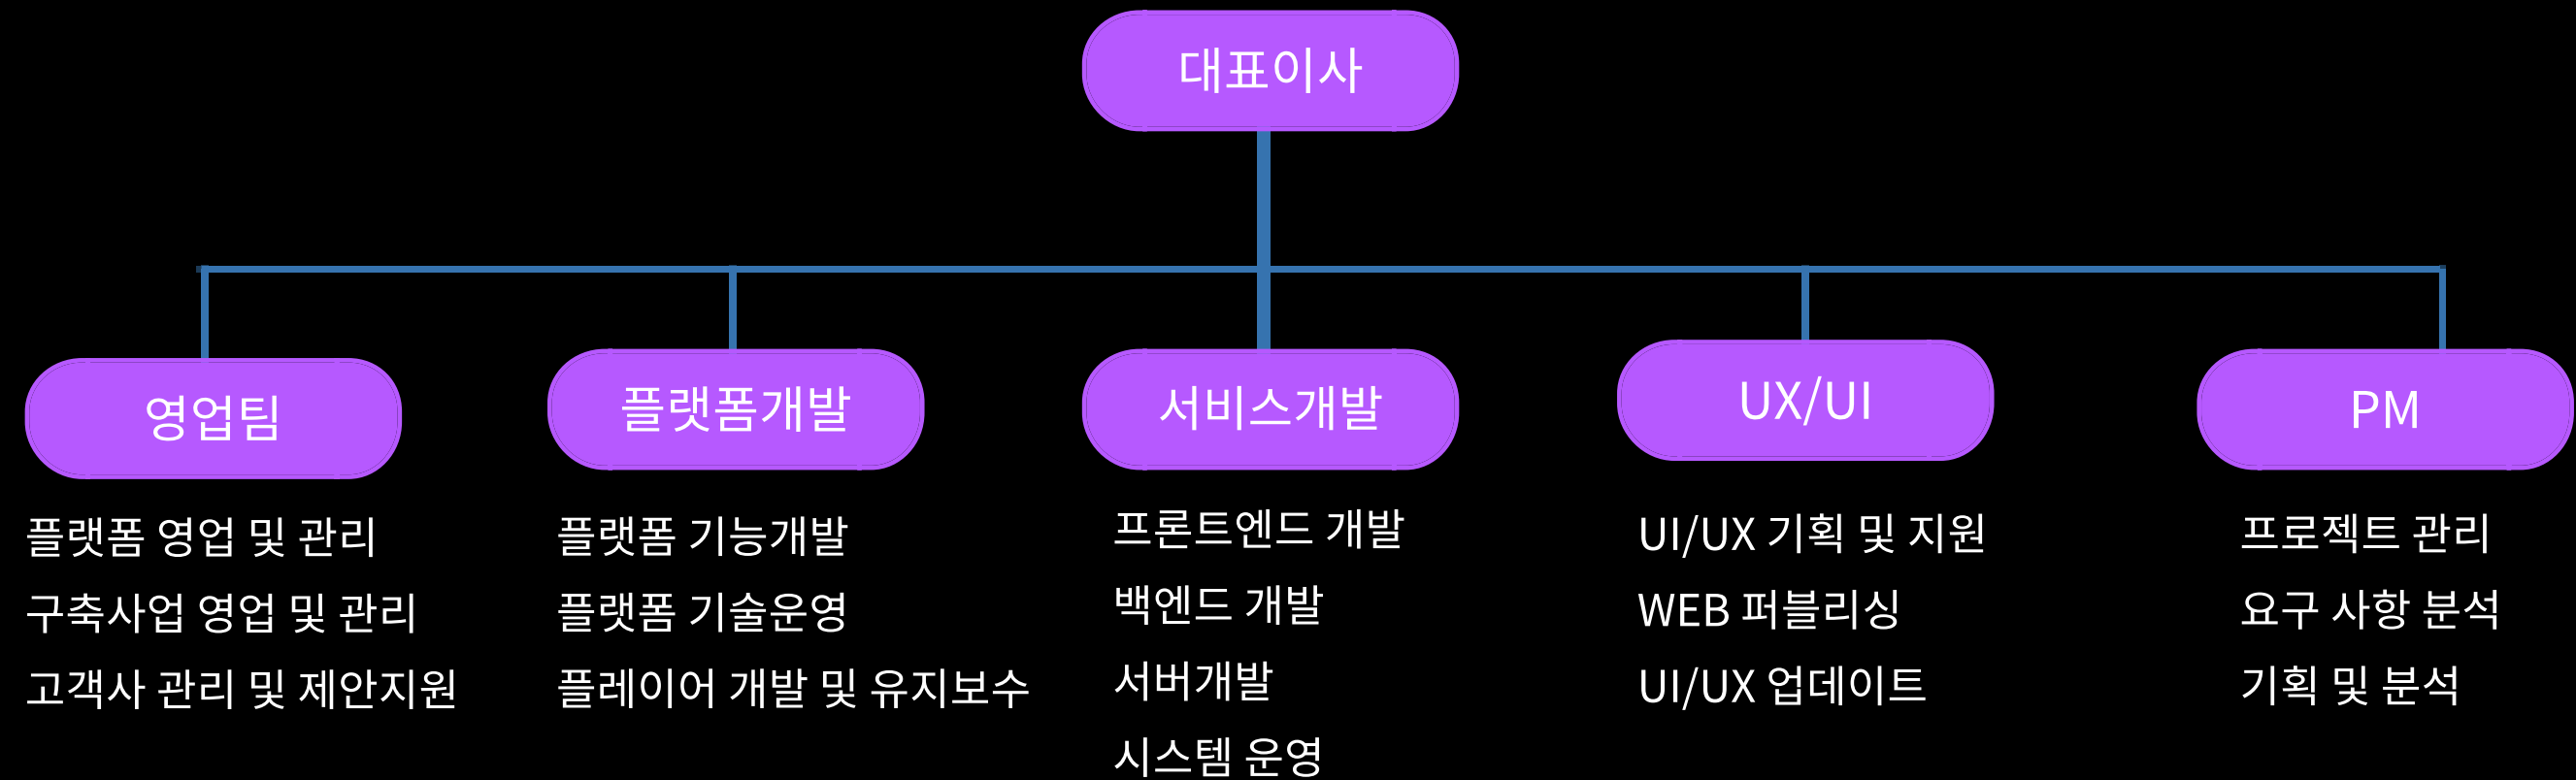 대표이사
영업팀
플랫폼 영업 및 관리
구축사업 영업 및 관리
고객사 관리 및 제안지원
플랫폼개발
플랫폼 기능개발
플랫폼 기술운영
플레이어 개발 및 유지보수
서비스개발
프론트엔드 개발
백엔드 개발
서버개발
시스템 운영
UX/UI
UI/UX 기획 및 지원
WEB 퍼블리싱
UI/UX 업데이트
PM
프로젝트 관리
요구 사항 분석
기획 및 분석